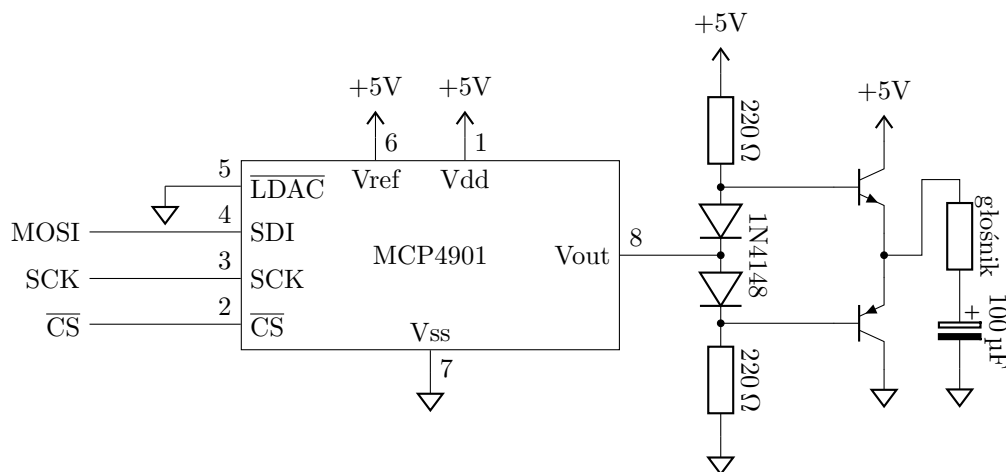 +5V
+5V
+5V
+5V
220 Ω
6
1
5
LDAC
Vref
Vdd
4
MOSI
SDI
MCP4901
Vout
8
1N4148
głośnik
3
SCK
SCK
2
CS
CS
Vss
7
+
100 µF
220 Ω